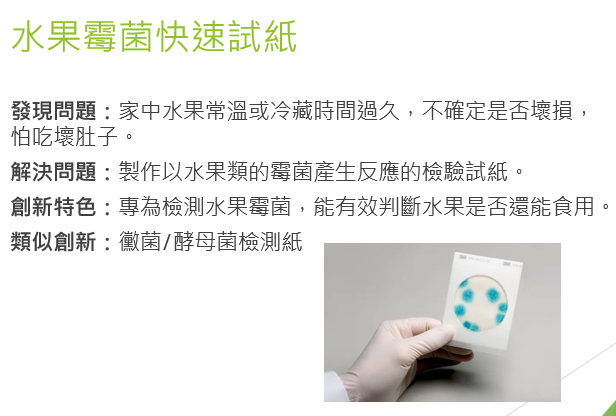 水果霉菌快速試紙
發現問題：家中水果常溫或冷藏時間過久，不確定是否壞損，
怕吃壞肚子。
解決問題：製作以水果類的霉菌產生反應的檢驗試紙。
創新特色：專為檢測水果霉菌，能有效判斷水果是否還能食用。
類似創新：黴菌/酵母菌檢測紙